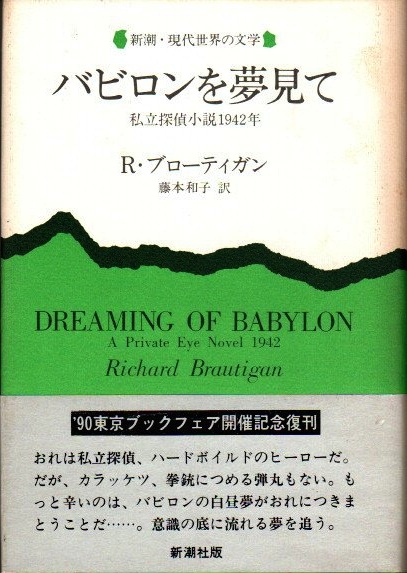 新潮・現代世界の文学
バビロンを夢見て
私立探偵小説1942年
R・ブローティガン
藤本和子 訳
DREAMING OF BABYLON
A Private Eye Novel 1942
Richard Brautigan
'90東京ブックフェア開催記念復刊
おれは私立探偵、ハードボイルドのヒーローだ。
だが、カラッケツ、拳銃につめる弾丸もない。も
っと辛いのは、バビロンの白昼夢がおれにつきま
とうことだ……。意識の底に流れる夢を追う。
新潮社版